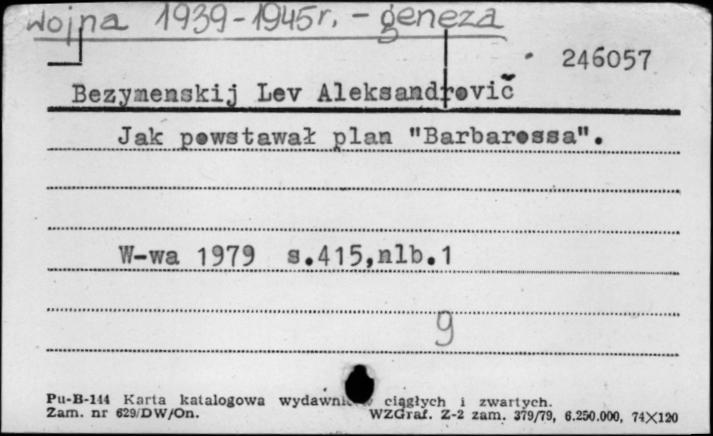 wojna 1939-1945r. - geneza
246057
Bezymenskij Lev Aleksandrovič
Jak powstawał plan "Barbarossa".
W-wa 1979 s.415,nlb.1
9
Pu-B-144 Karta katalogowa ciągłych i zwartych.
Zam. nr 629/DW/On. WZGraf. Z-2 zam. 379/79, 6.250.000, 74X120